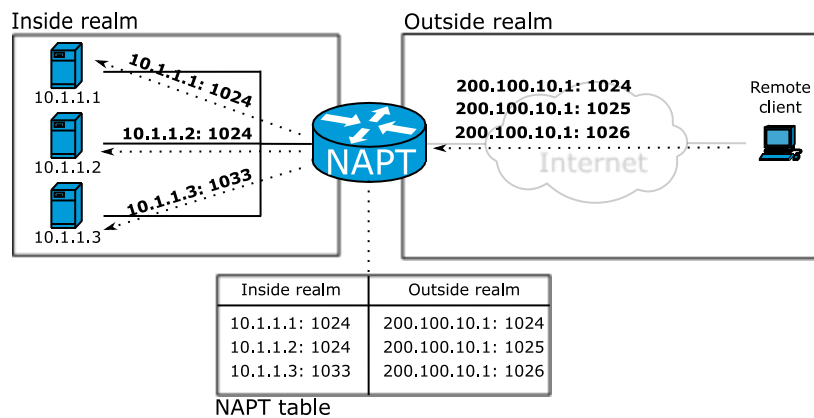 Inside realm
Outside realm
10.1.1.1
10.1.1.1: 1024
10.1.1.2
10.1.1.2: 1024
10.1.1.3
10.1.1.3: 1033
NAPT
200.100.10.1: 1024
200.100.10.1: 1025
200.100.10.1: 1026
Internet
Remote
client
Inside realm Outside realm
10.1.1.1: 1024 200.100.10.1: 1024
10.1.1.2: 1024 200.100.10.1: 1025
10.1.1.3: 1033 200.100.10.1: 1026
NAPT table